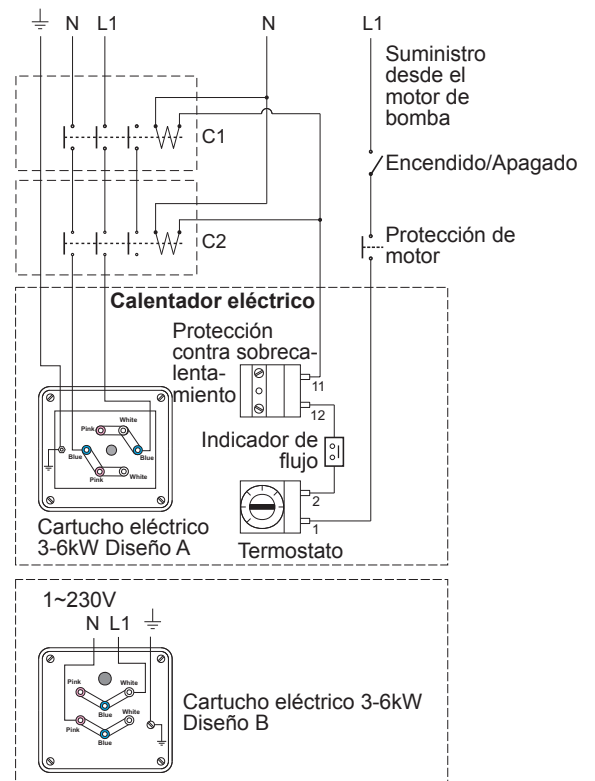 N L1 N L1
Suministro
desde el
motor de
bomba
C1
Encendido/Apagado
C2
Protección de
motor
Calentador eléctrico
Protección
contra sobreca-
lenta-
miento
11
12
White
Pink
Blue
Blue
Pink
White
Indicador de
flujo
2
1
Cartucho eléctrico
3-6kW Diseño A
Termostato
1~230V
N L1
Pink
White
Blue
White
Pink
Blue
Cartucho eléctrico 3-6kW
Diseño B